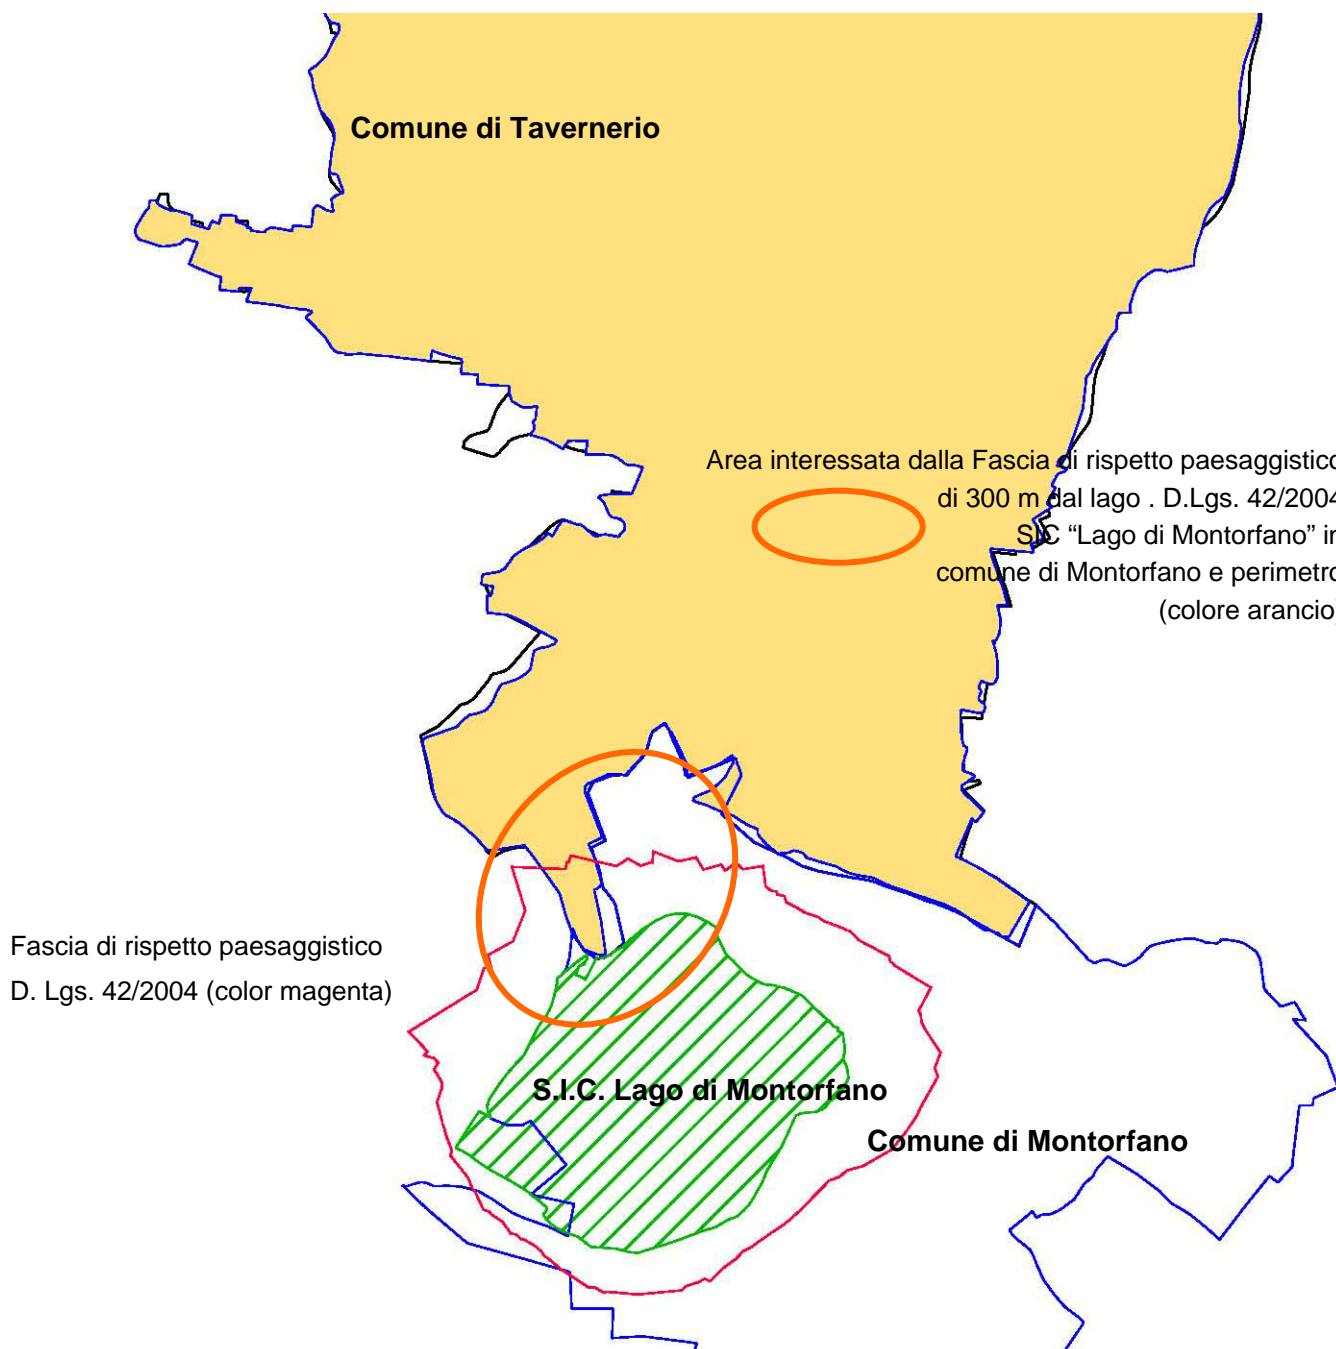 Comune di Tavernerio
Area interessata dalla Fascia di rispetto paesaggistico
di 300 m dal lago . D.Lgs. 42/2004
SIC “Lago di Montorfano” in
comune di Montorfano e perimetro
(colore arancio)
Fascia di rispetto paesaggistico
D. Lgs. 42/2004 (color magenta)
S.I.C. Lago di Montorfano
Comune di Montorfano